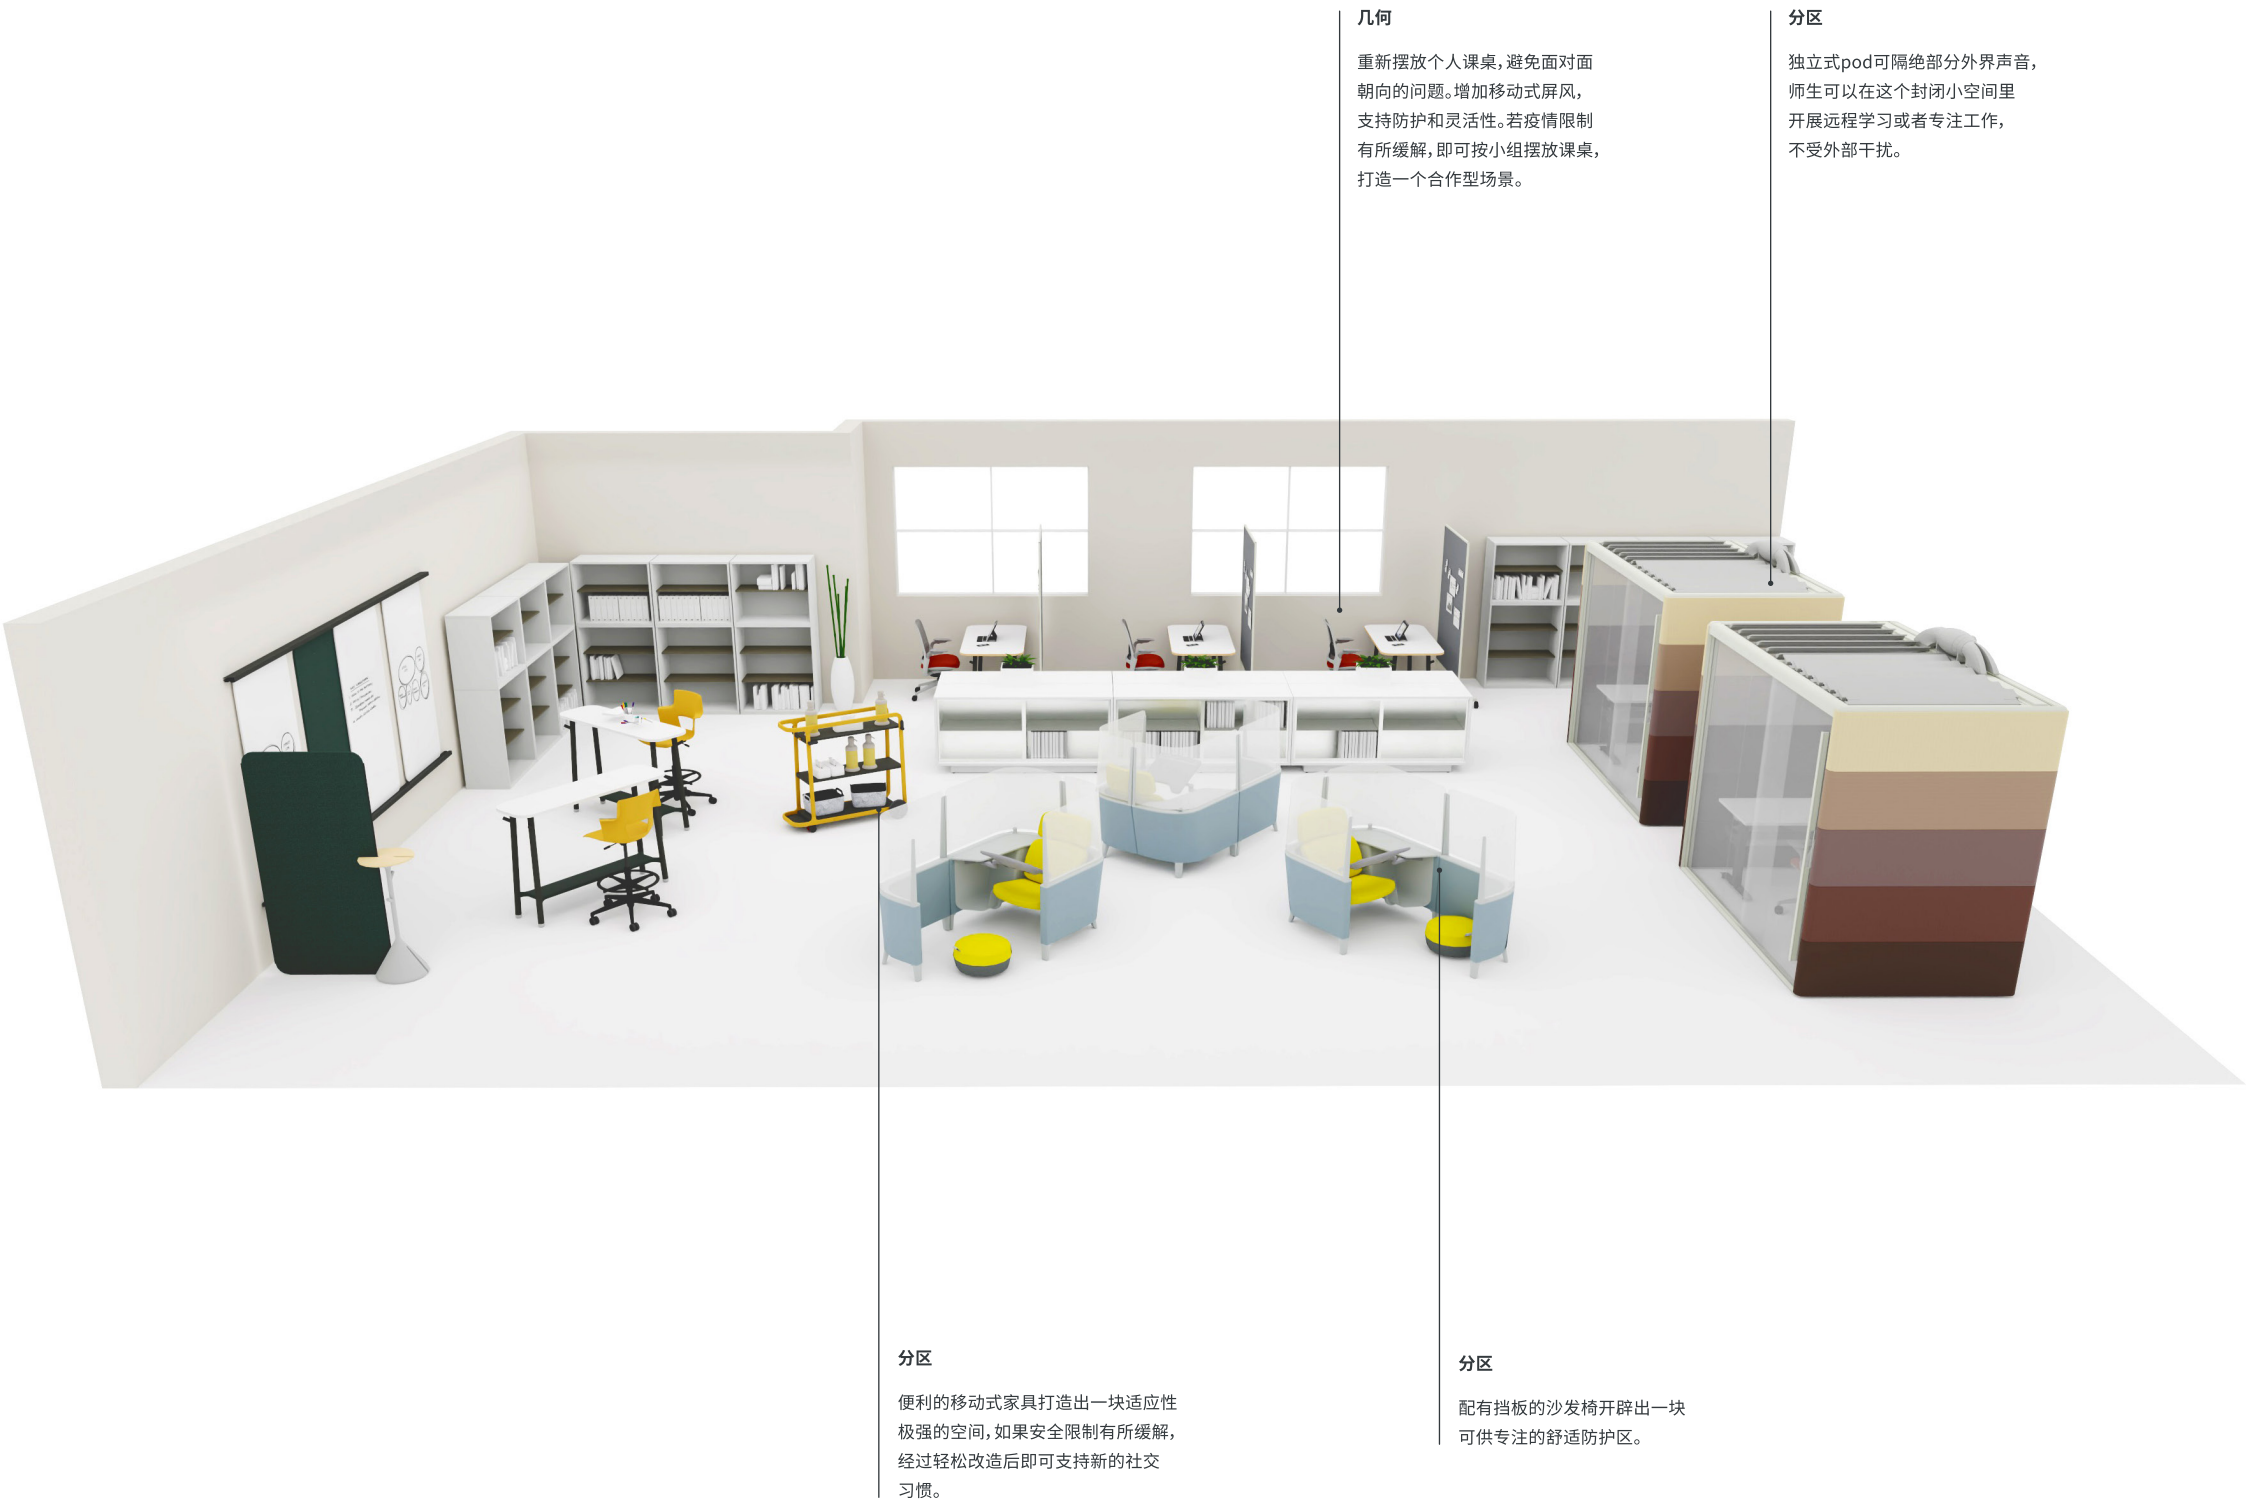 几何
重新摆放个人课桌，避免面对面
朝向的问题。增加移动式屏风，
支持防护和灵活性。若疫情限制
有所缓解，即可按小组摆放课桌，
打造一个合作型场景。
分区
独立式pod可隔绝部分外界声音，
师生可以在这个封闭小空间里
开展远程学习或者专注工作，
不受外部干扰。
分区
便利的移动式家具打造出一块适应性
极强的空间，如果安全限制有所缓解，
经过轻松改造后即可支持新的社交
习惯。
分区
配有挡板的沙发椅开辟出一块
可供专注的舒适防护区。